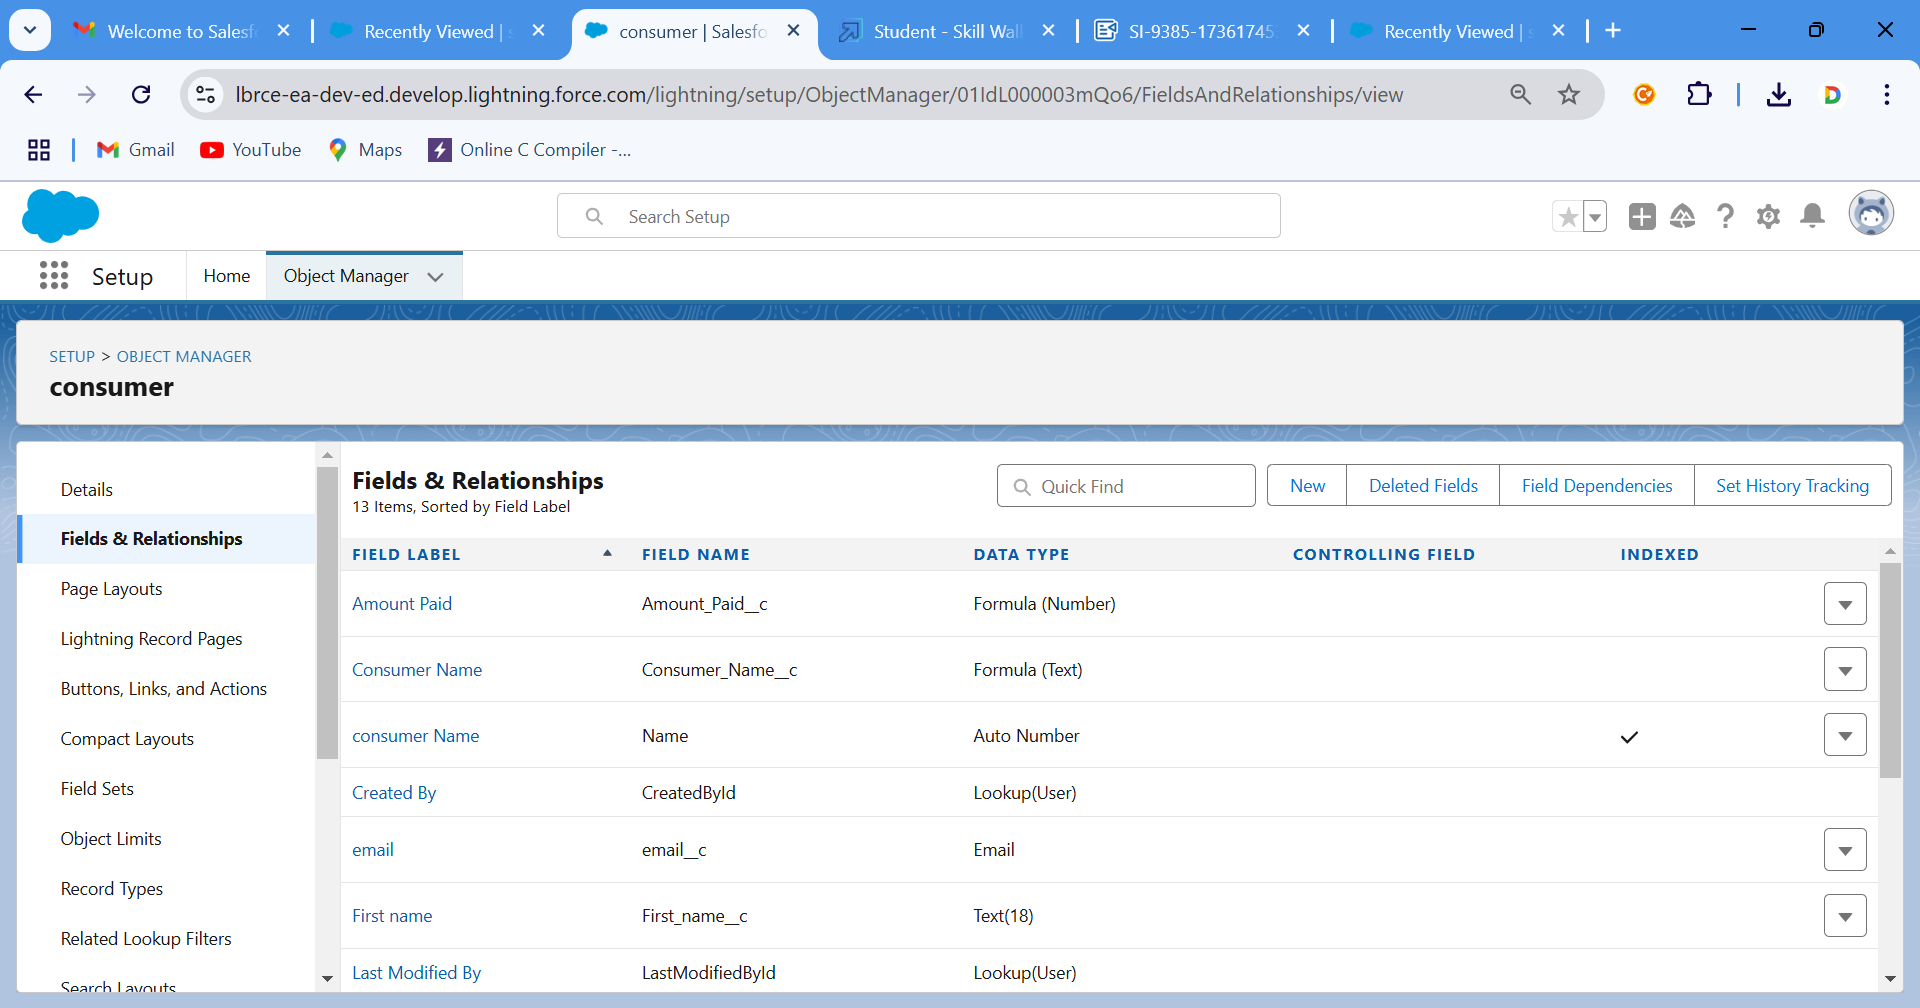 Welcome to Salesf
Recently Viewed | s
consumer | Salesfo
Student - Skill Wall
SI-9385-17361745
Recently Viewed | s
lbrce-ea-dev-ed.develop.lightning.force.com/lightning/setup/ObjectManager/01IdL000003mQo6/FieldsAndRelationships/view
Gmail
YouTube
Maps
Online C Compiler -...
Search Setup
Setup
Home
Object Manager
SETUP > OBJECT MANAGER
consumer
Details
Fields & Relationships
Page Layouts
Lightning Record Pages
Buttons, Links, and Actions
Compact Layouts
Field Sets
Object Limits
Record Types
Related Lookup Filters
Search Layouts
Fields & Relationships
13 Items, Sorted by Field Label
Quick Find
New
Deleted Fields
Field Dependencies
Set History Tracking
FIELD LABEL FIELD NAME DATA TYPE CONTROLLING FIELD INDEXED
Amount Paid Amount_Paid__c Formula (Number)
Consumer Name Consumer_Name__c Formula (Text)
consumer Name Name Auto Number
Created By CreatedById Lookup(User)
email email__c Email
First name First_name__c Text(18)
Last Modified By LastModifiedById Lookup(User)